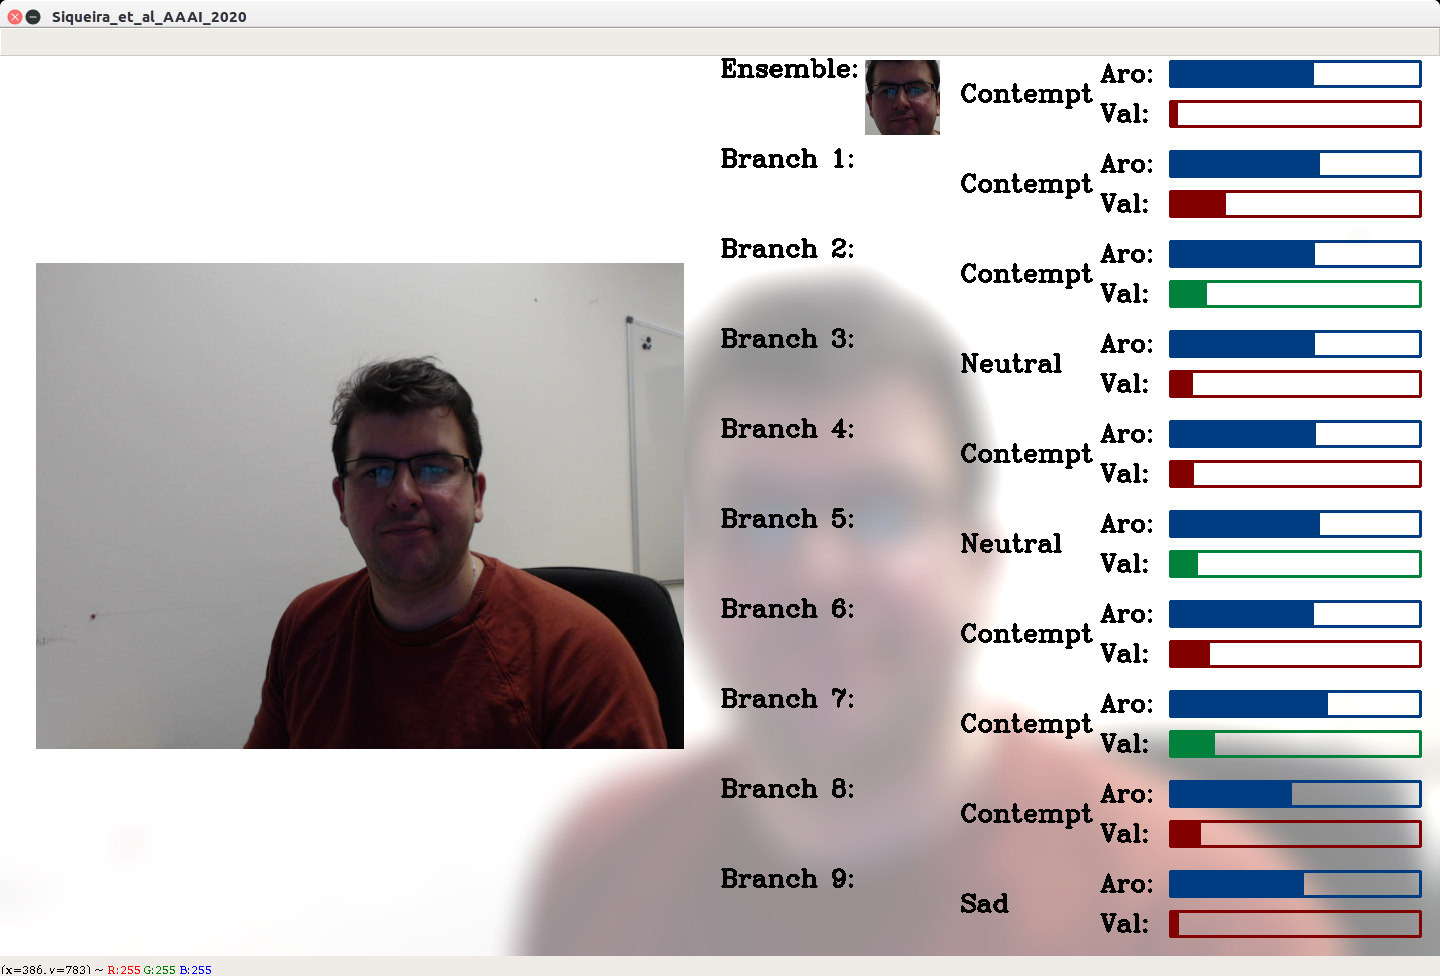 Siqueira_et_al_AAAI_2020
Ensemble:
Contempt
Aro:
Val:
Branch 1:
Contempt
Aro:
Val:
Branch 2:
Contempt
Aro:
Val:
Branch 3:
Neutral
Aro:
Val:
Branch 4:
Contempt
Aro:
Val:
Branch 5:
Neutral
Aro:
Val:
Branch 6:
Contempt
Aro:
Val:
Branch 7:
Contempt
Aro:
Val:
Branch 8:
Contempt
Aro:
Val:
Branch 9:
Sad
Aro:
Val:
(x=386, y=783) ~ R:255 G:255 B:255